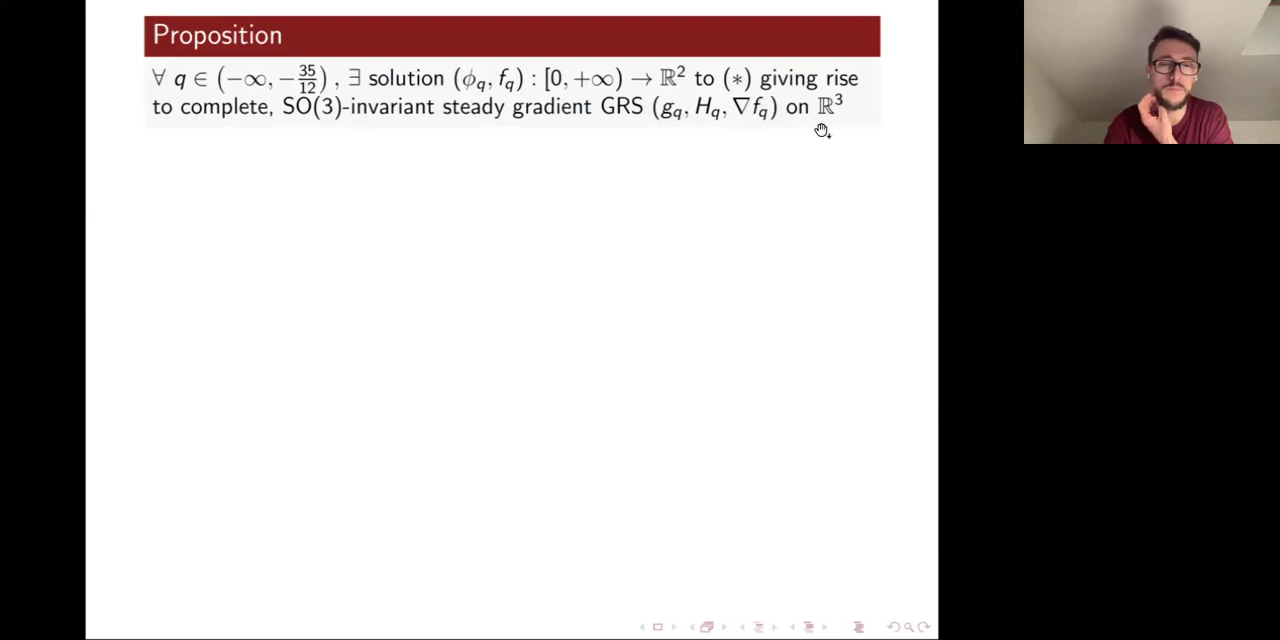 Proposition
∀ q ∈ (−∞, −35/12), ∃ solution (ϕ_q, f_q) : [0, +∞) → ℝ² to (∗) giving rise
to complete, SO(3)-invariant steady gradient GRS (g_q, H_q, ∇f_q) on ℝ³